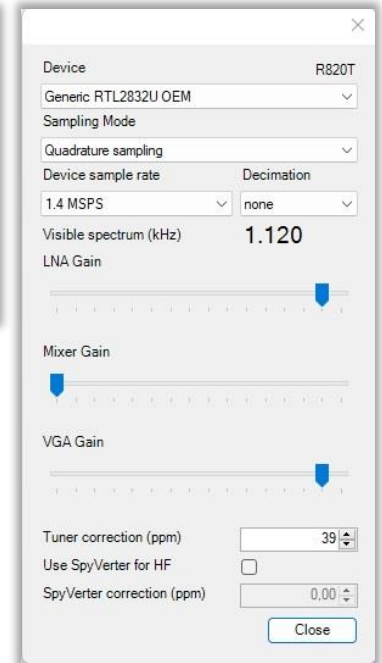 Device R820T
Generic RTL2832U OEM
Sampling Mode
Quadrature sampling
Device sample rate Decimation
1.4 MSPS none
Visible spectrum (kHz) 1.120
LNA Gain
Mixer Gain
VGA Gain
Tuner correction (ppm) 39
Use SpyVerter for HF
SpyVerter correction (ppm) 0,00
Close